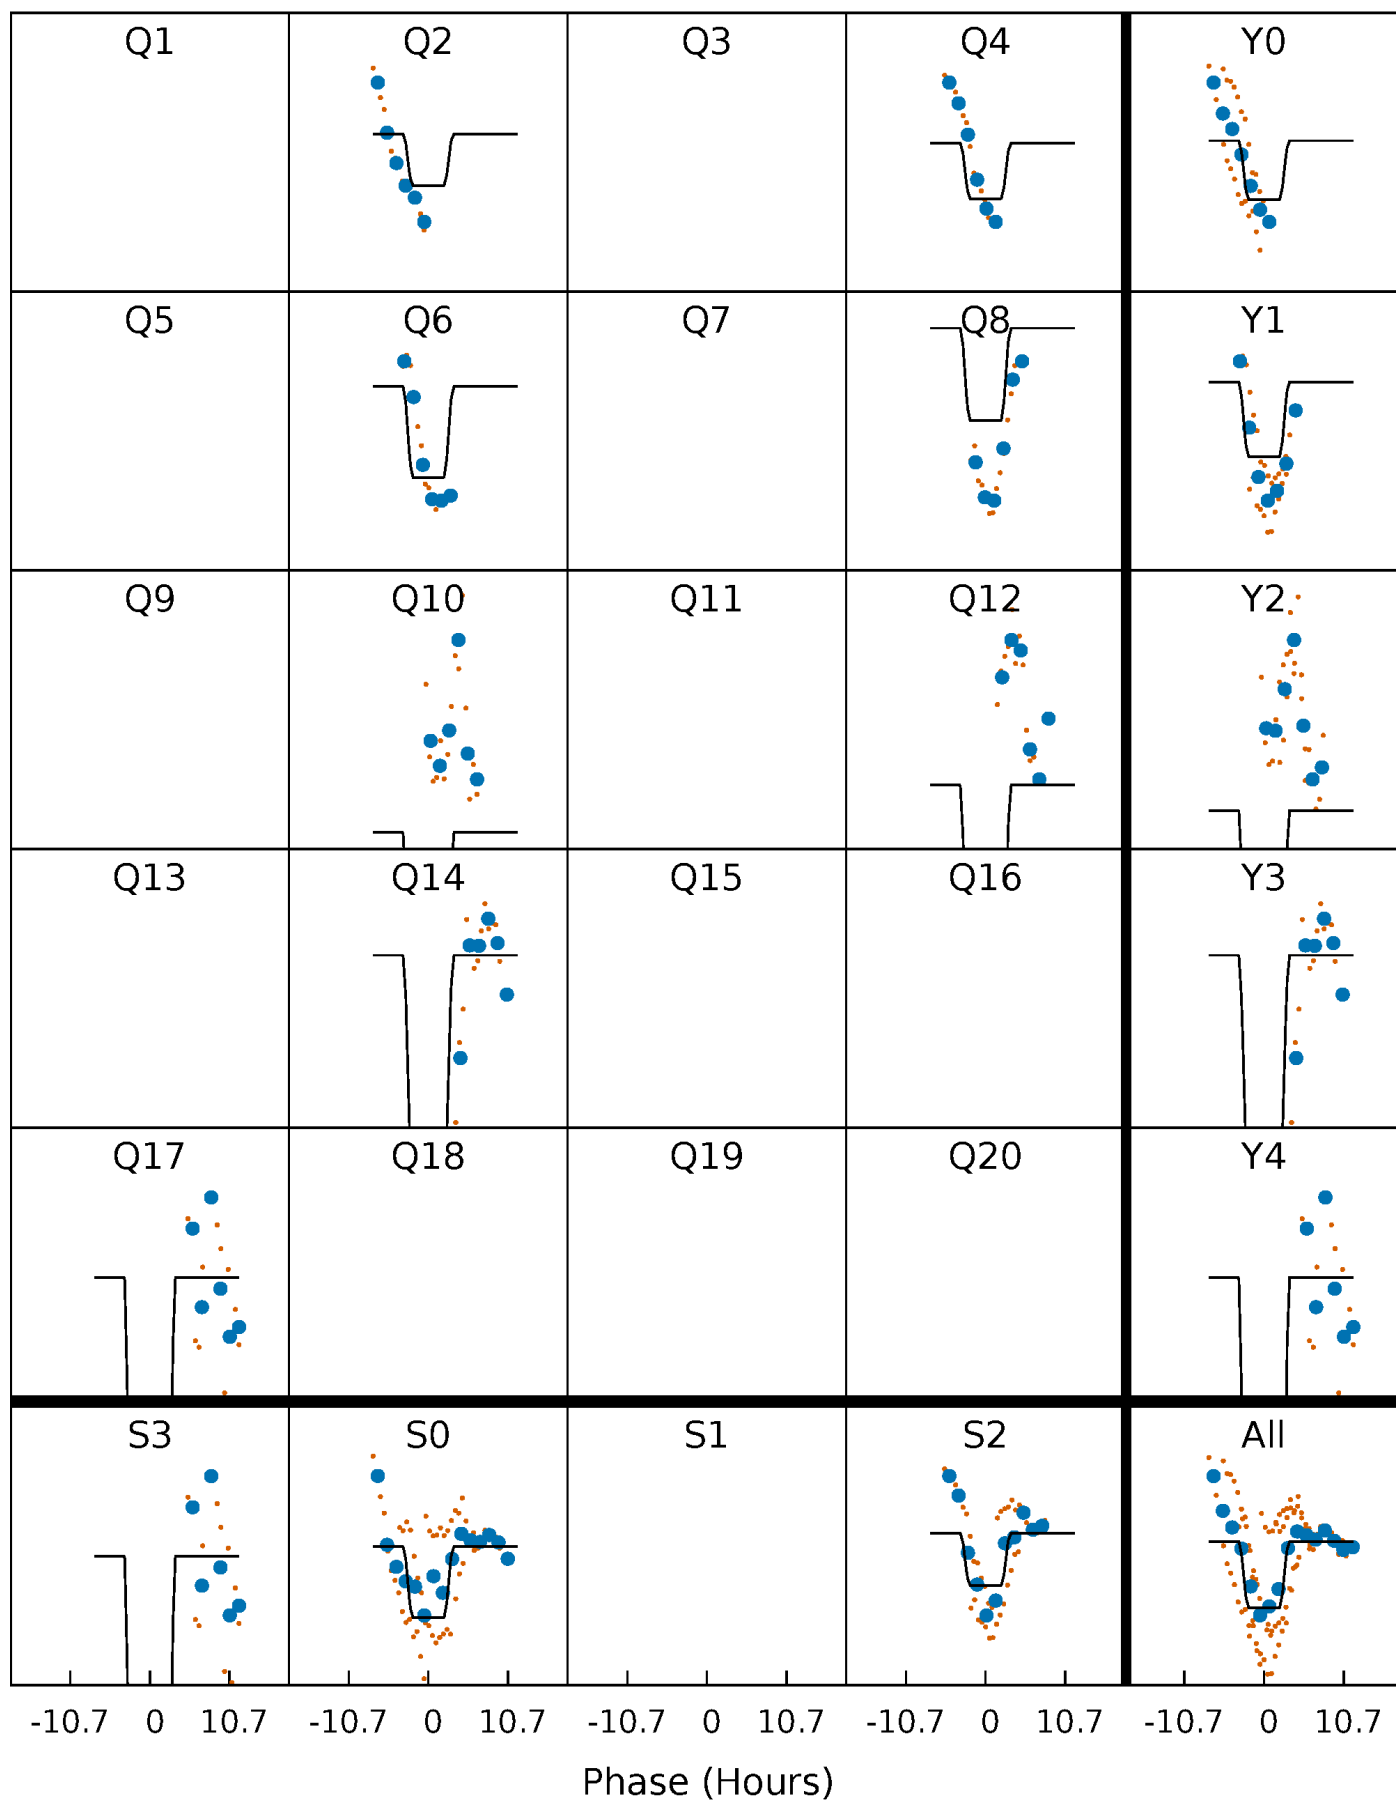 Q1 Q2 Q3 Q4 Y0
Q5 Q6 Q7 Q8 Y1
Q9 Q10 Q11 Q12 Y2
Q13 Q14 Q15 Q16 Y3
Q17 Q18 Q19 Q20 Y4
S3 S0 S1 S2 All
-10.7 0 10.7 -10.7 0 10.7 -10.7 0 10.7 -10.7 0 10.7 -10.7 0 10.7
Phase (Hours)